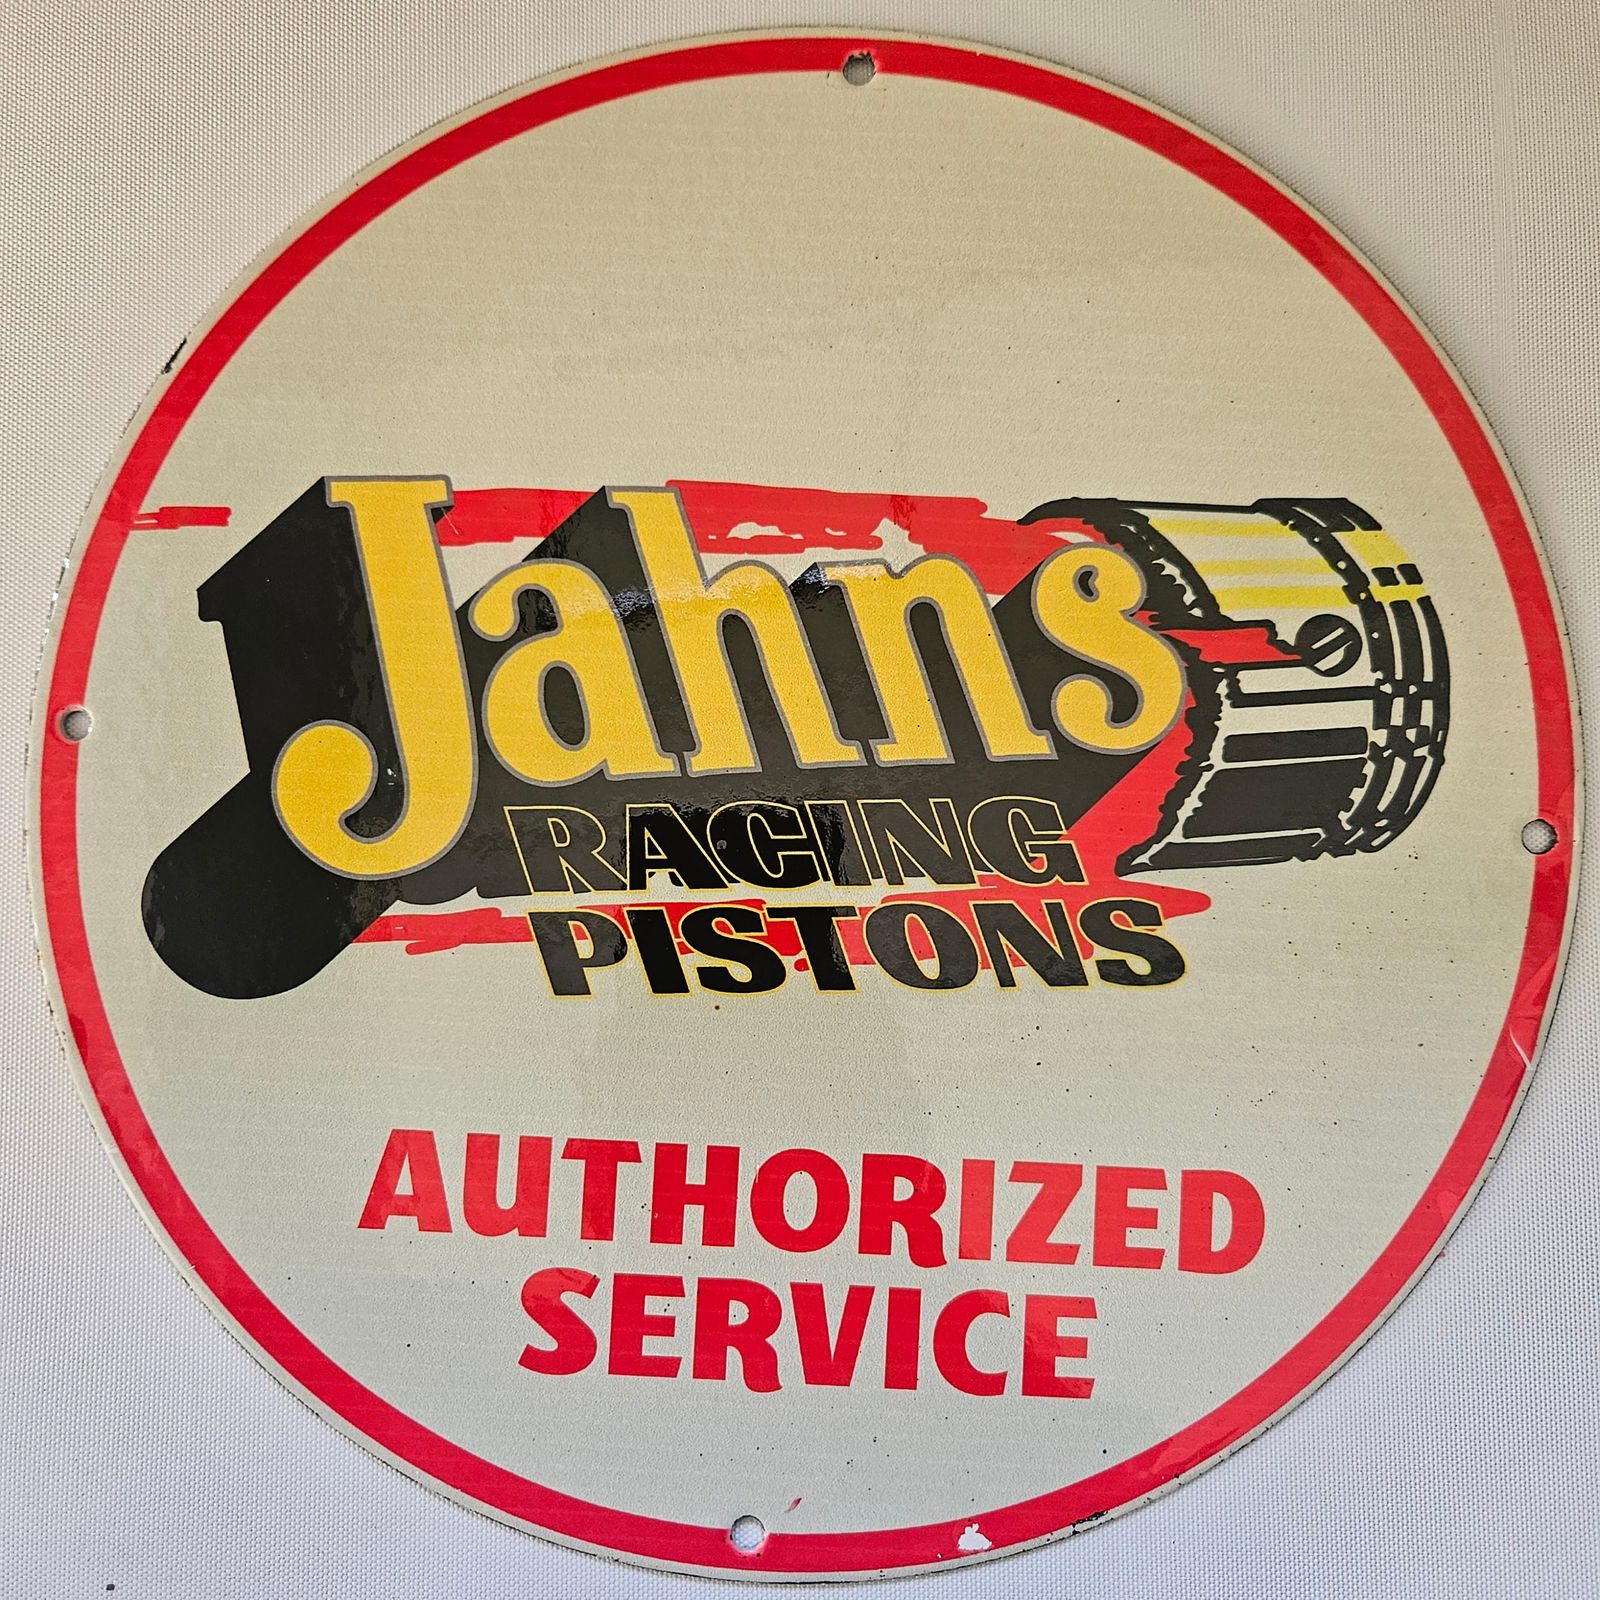 Jahns
RACING
PISTONS
AUTHORIZED
SERVICE